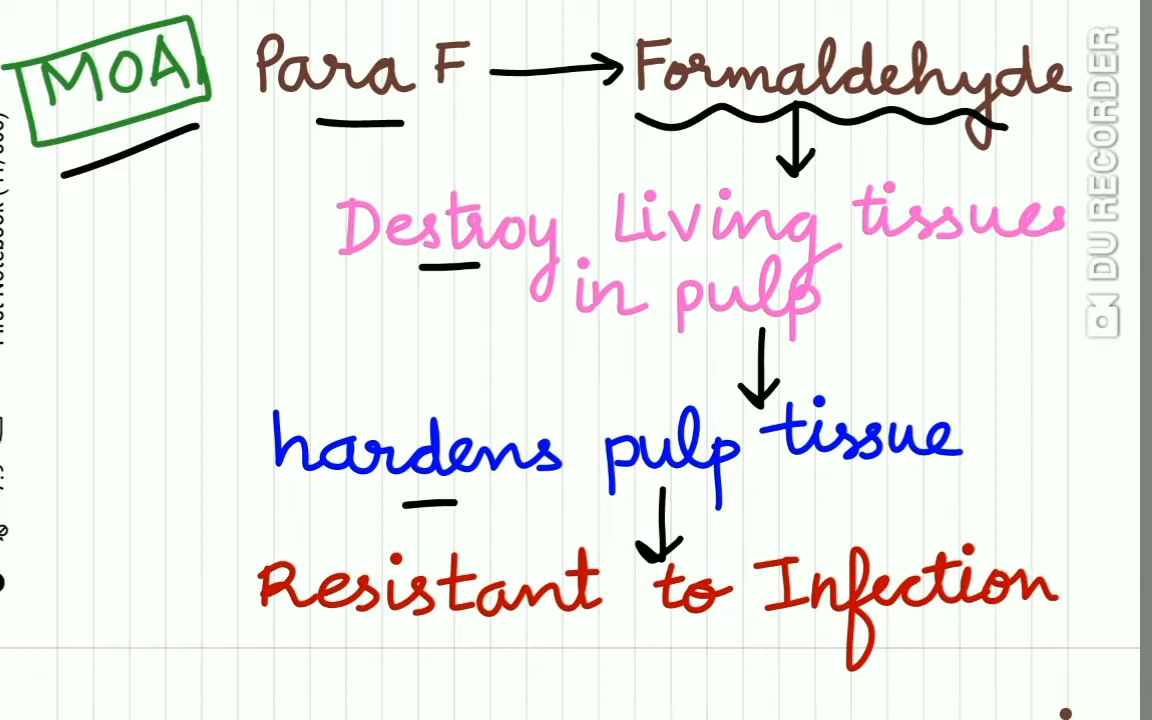 MOA
Para F → Formaldehyde
Destroy Living tissues
in pulp
hardens pulp tissue
Resistant to Infection
DU RECORDER